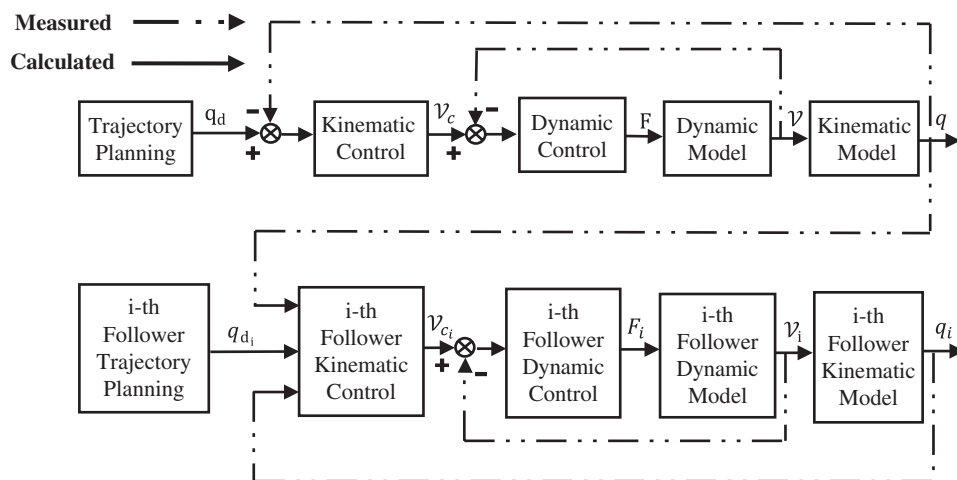 Measured
Calculated
Trajectory
Planning
q_d
−
+
Kinematic
Control
𝒱_c
−
+
Dynamic
Control
F
Dynamic
Model
𝒱
Kinematic
Model
q
i-th
Follower
Trajectory
Planning
q_{d_i}
i-th
Follower
Kinematic
Control
𝒱_{c_i}
+
−
i-th
Follower
Dynamic
Control
F_i
i-th
Follower
Dynamic
Model
𝒱_i
i-th
Follower
Kinematic
Model
q_i